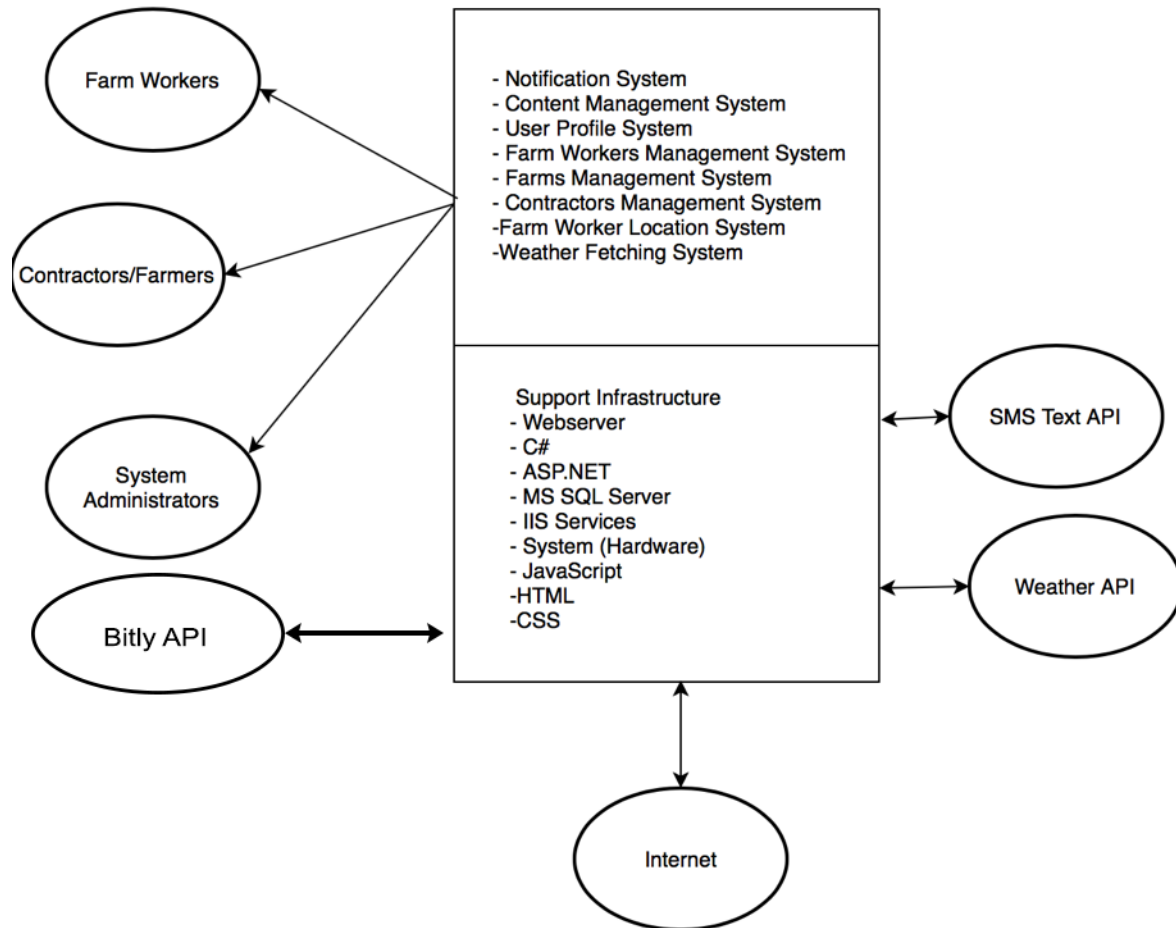 Farm Workers
Contractors/Farmers
System
Administrators
Bitly API
- Notification System
- Content Management System
- User Profile System
- Farm Workers Management System
- Farms Management System
- Contractors Management System
-Farm Worker Location System
-Weather Fetching System
Support Infrastructure
- Webserver
- C#
- ASP.NET
- MS SQL Server
- IIS Services
- System (Hardware)
- JavaScript
-HTML
-CSS
SMS Text API
Weather API
Internet